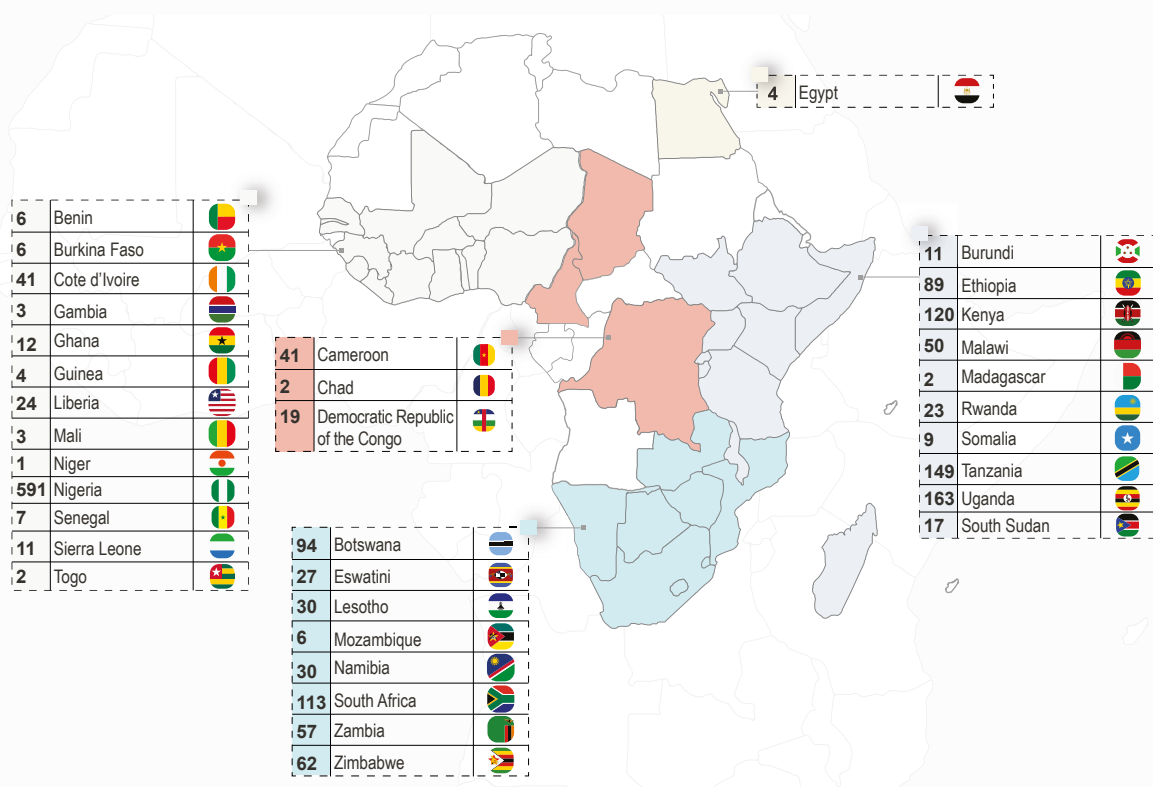 4 Egypt
6 Benin
6 Burkina Faso
41 Cote d’Ivoire
3 Gambia
12 Ghana
4 Guinea
24 Liberia
3 Mali
1 Niger
591 Nigeria
7 Senegal
11 Sierra Leone
2 Togo
41 Cameroon
2 Chad
19 Democratic Republic
of the Congo
11 Burundi
89 Ethiopia
120 Kenya
50 Malawi
2 Madagascar
23 Rwanda
9 Somalia
149 Tanzania
163 Uganda
17 South Sudan
94 Botswana
27 Eswatini
30 Lesotho
6 Mozambique
30 Namibia
113 South Africa
57 Zambia
62 Zimbabwe